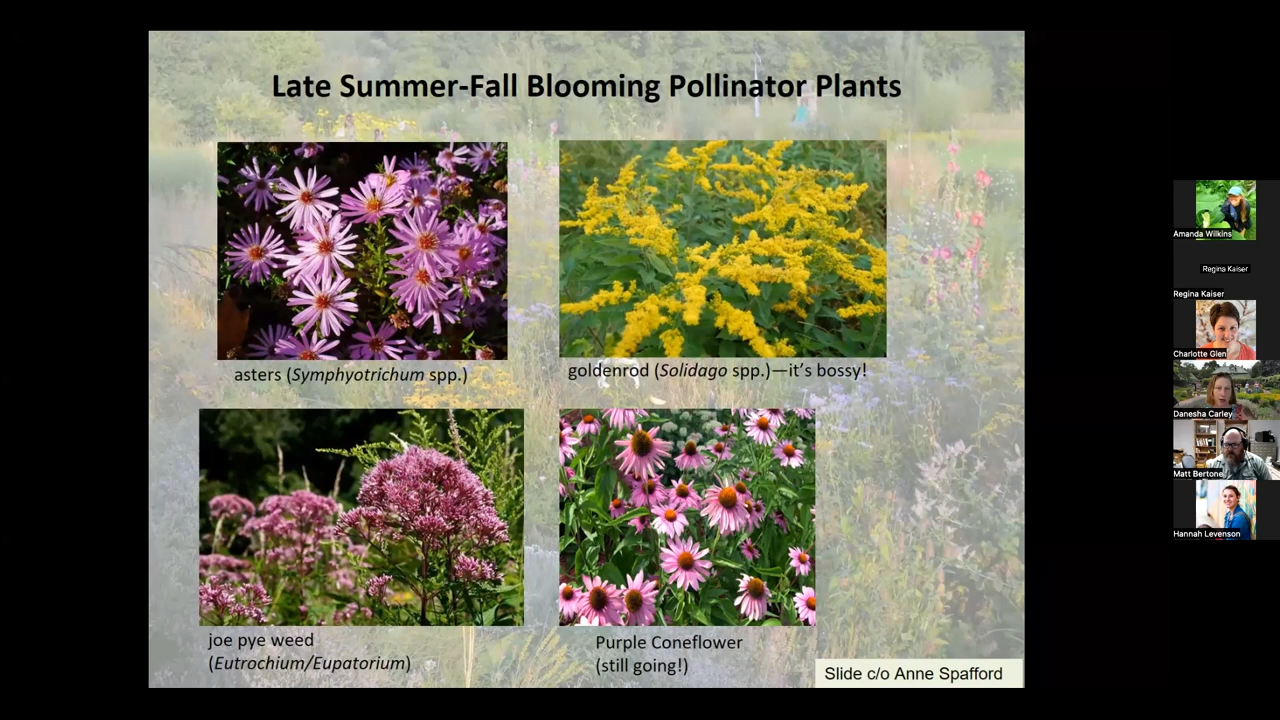 Late Summer-Fall Blooming Pollinator Plants
asters (Symphyotrichum spp.)
goldenrod (Solidago spp.)—it's bossy!
joe pye weed
(Eutrochium/Eupatorium)
Purple Coneflower
(still going!)
Slide c/o Anne Spafford
Amanda Wilkins
Regina Kaiser
Regina Kaiser
Charlotte Glen
Danesha Carley
Matt Bertone
Hannah Levenson